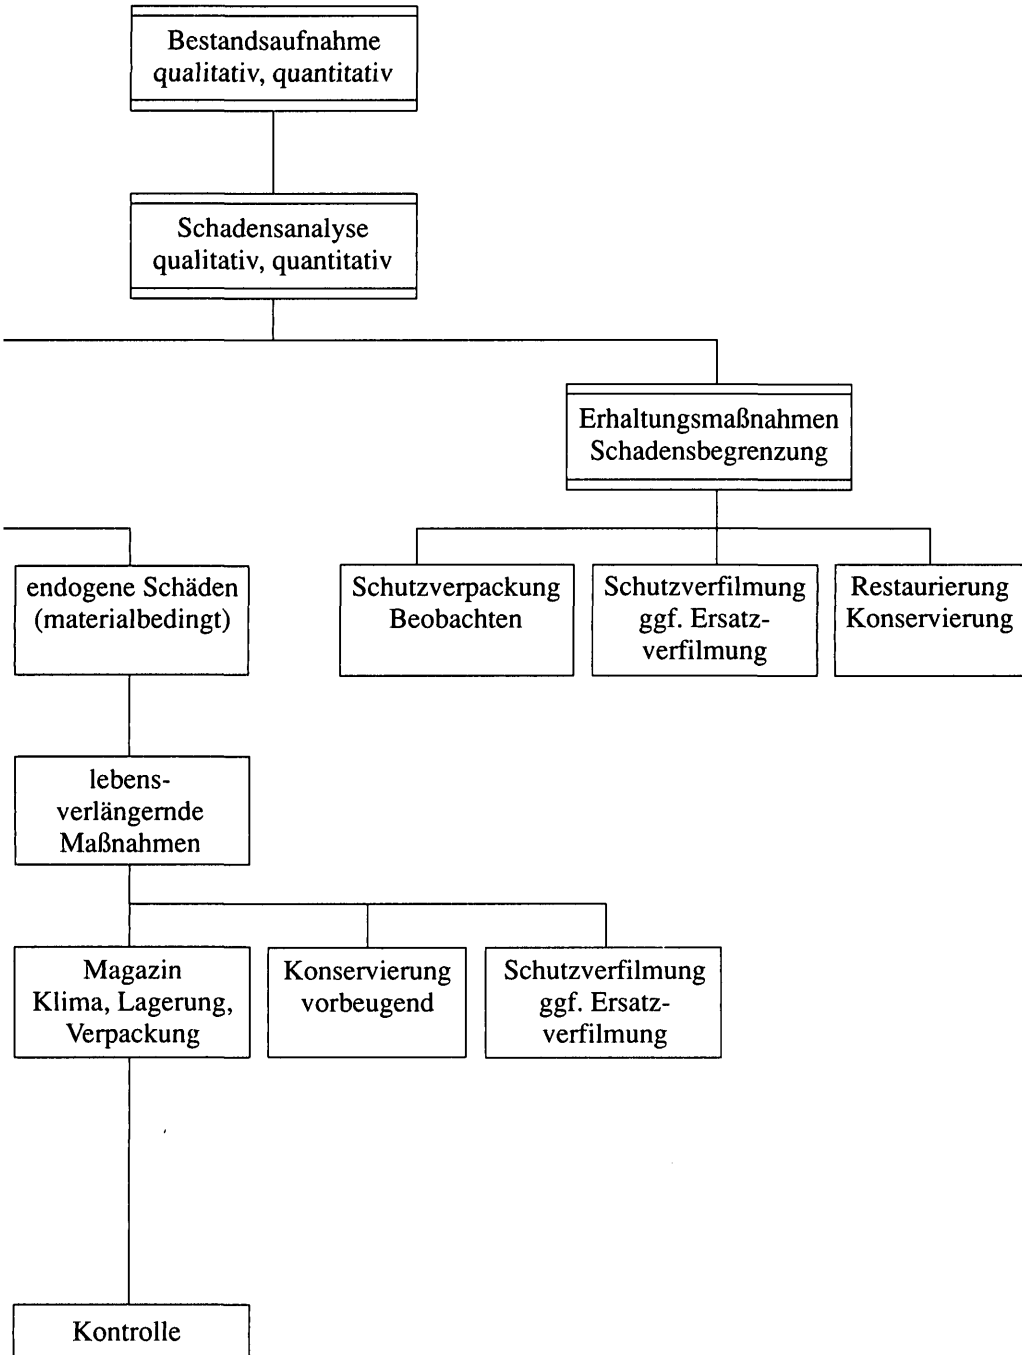 Bestandsaufnahme
qualitativ, quantitativ
Schadensanalyse
qualitativ, quantitativ
Erhaltungsmaßnahmen
Schadensbegrenzung
endogene Schäden
(materialbedingt)
Schutzverpackung
Beobachten
Schutzverfilmung
ggf. Ersatz-
verfilmung
Restaurierung
Konservierung
lebens-
verlängernde
Maßnahmen
Magazin
Klima, Lagerung,
Verpackung
Konservierung
vorbeugend
Schutzverfilmung
ggf. Ersatz-
verfilmung
Kontrolle